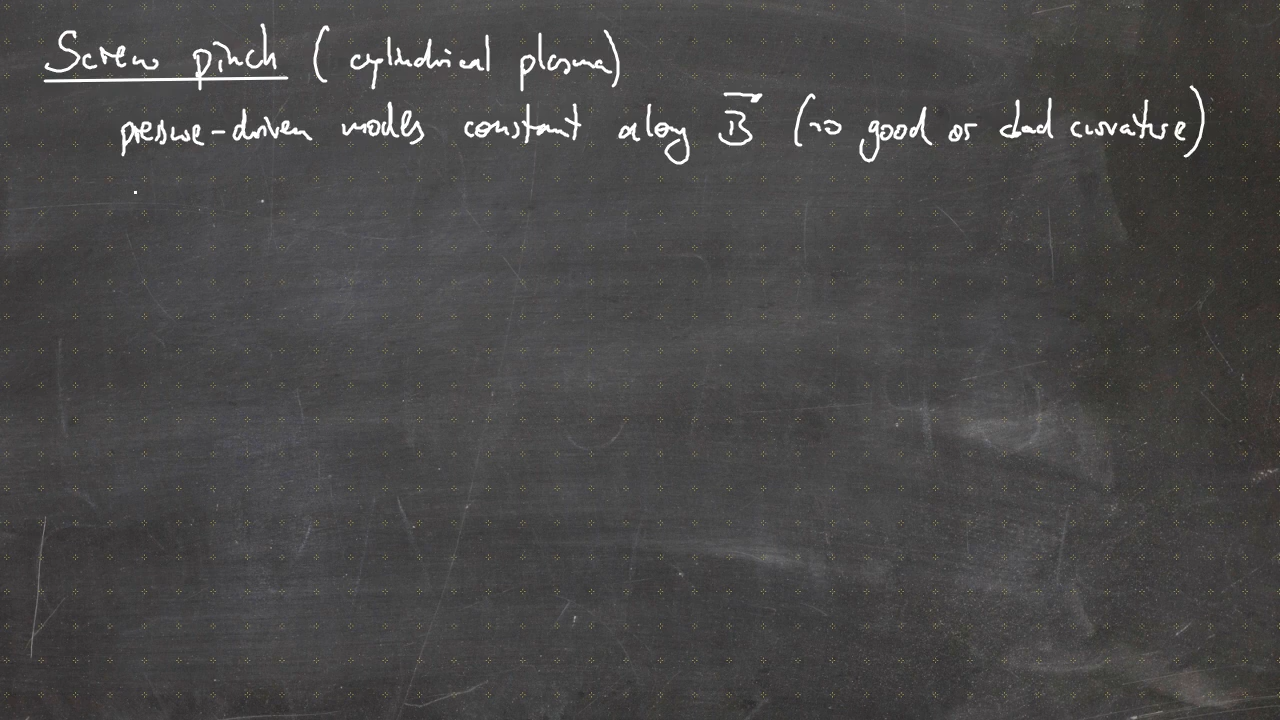 Screw pinch (cylindrical plasma)
pressure-driven modes constant along B⃗ (no good or bad curvature)